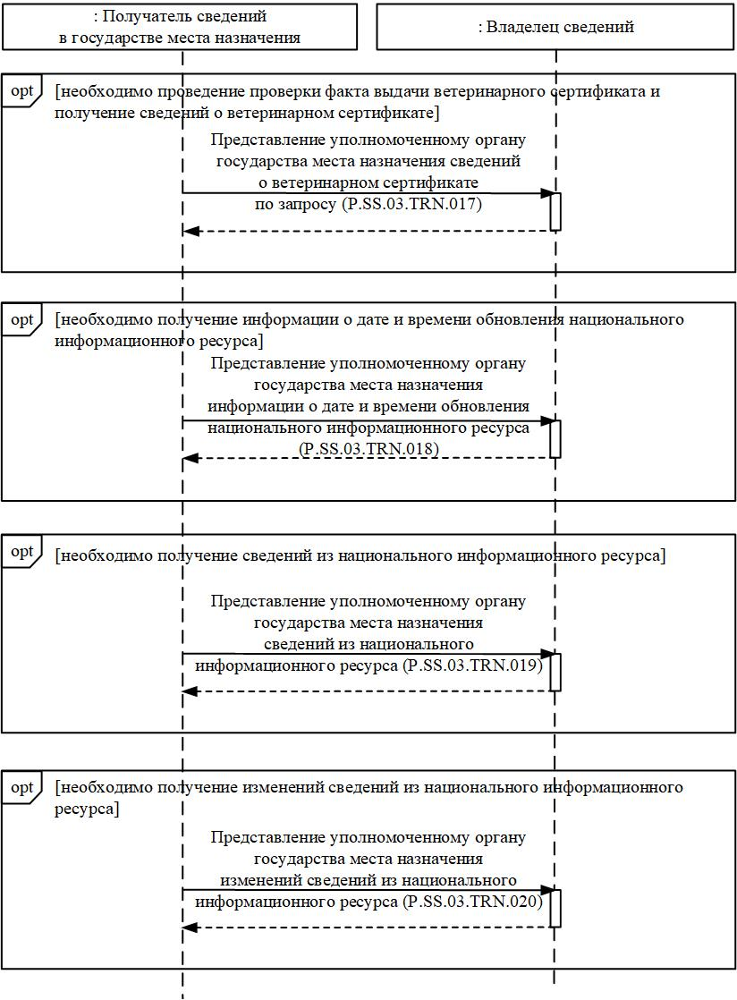 : Получатель сведений
в государстве места назначения
: Владелец сведений
opt
[необходимо проведение проверки факта выдачи ветеринарного сертификата и
получение сведений о ветеринарном сертификате]
Представление уполномоченному органу
государства места назначения сведений
о ветеринарном сертификате
по запросу (P.SS.03.TRN.017)
opt
[необходимо получение информации о дате и времени обновления национального
информационного ресурса]
Представление уполномоченному органу
государства места назначения
информации о дате и времени обновления
национального информационного ресурса
(P.SS.03.TRN.018)
opt
[необходимо получение сведений из национального информационного ресурса]
Представление уполномоченному органу
государства места назначения
сведений из национального
информационного ресурса (P.SS.03.TRN.019)
opt
[необходимо получение изменений сведений из национального информационного
ресурса]
Представление уполномоченному органу
государства места назначения
изменений сведений из национального
информационного ресурса (P.SS.03.TRN.020)